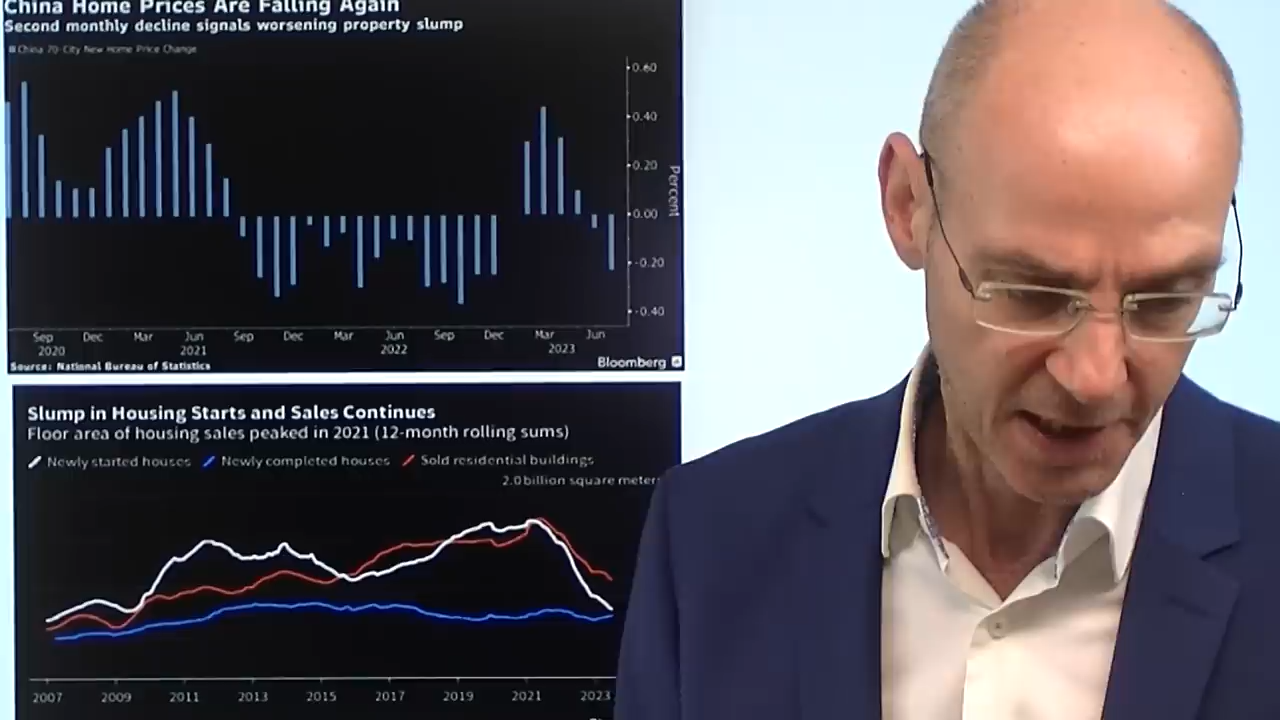 China Home Prices Are Falling Again
Second monthly decline signals worsening property slump
China 70-City New Home Price Change
0.60
0.40
0.20
0.00
-0.20
-0.40
Percent
Sep Dec Mar Jun Sep Dec Mar Jun Sep Dec Mar Jun
2020 2021 2022 2023
Source: National Bureau of Statistics
Bloomberg
Slump in Housing Starts and Sales Continues
Floor area of housing sales peaked in 2021 (12-month rolling sums)
Newly started houses Newly completed houses Sold residential buildings
2.0 billion square meter
2007 2009 2011 2013 2015 2017 2019 2021 2023